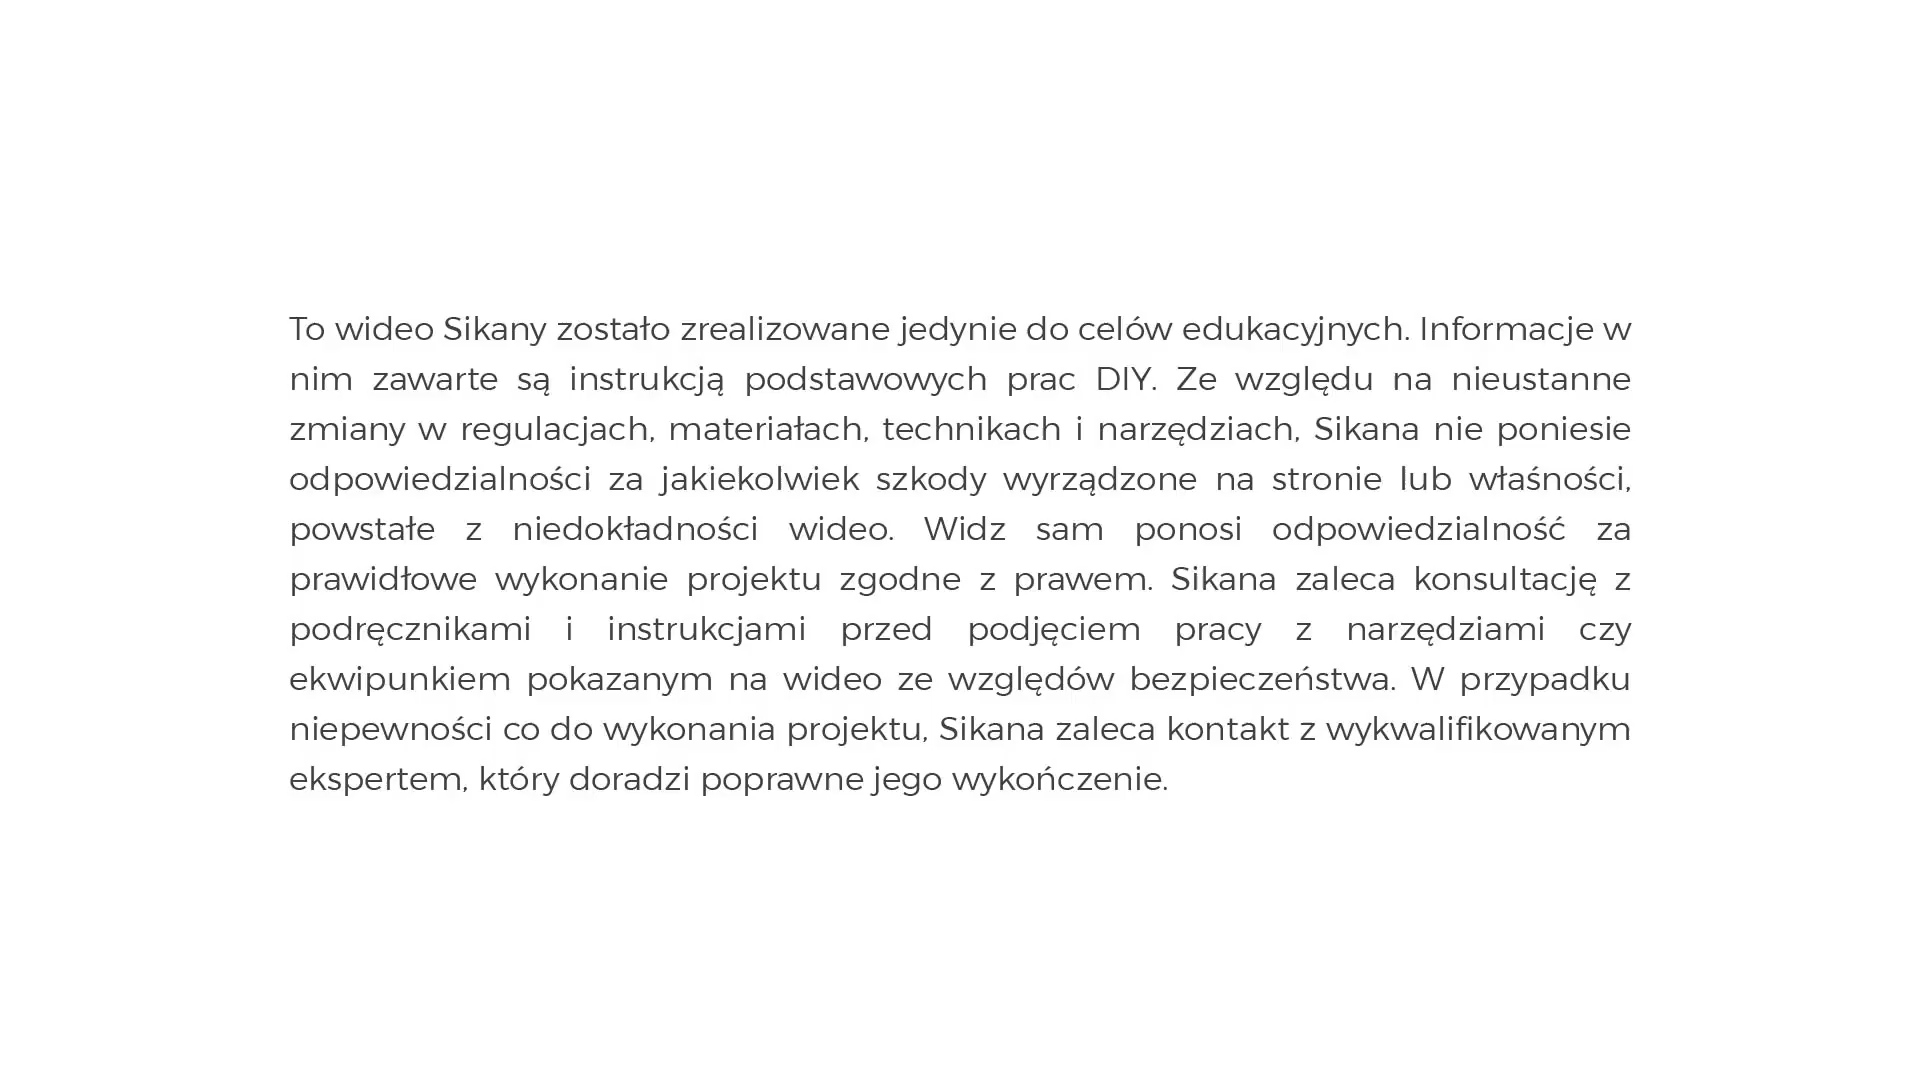 To wideo Sikany zostało zrealizowane jedynie do celów edukacyjnych. Informacje w
nim zawarte są instrukcją podstawowych prac DIY. Ze względu na nieustanne
zmiany w regulacjach, materiałach, technikach i narzędziach, Sikana nie poniesie
odpowiedzialności za jakiekolwiek szkody wyrządzone na stronie lub właśności,
powstałe z niedokładności wideo. Widz sam ponosi odpowiedzialność za
prawidłowe wykonanie projektu zgodne z prawem. Sikana zaleca konsultację z
podręcznikami i instrukcjami przed podjęciem pracy z narzędziami czy
ekwipunkiem pokazanym na wideo ze względów bezpieczeństwa. W przypadku
niepewności co do wykonania projektu, Sikana zaleca kontakt z wykwalifikowanym
ekspertem, który doradzi poprawne jego wykończenie.